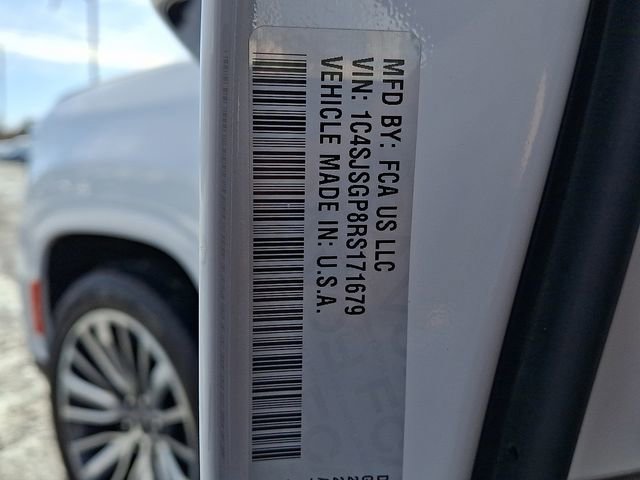 MFD BY: FCA US LLC
VIN: 1C4SJSGP8RS171679
VEHICLE MADE IN: U.S.A.